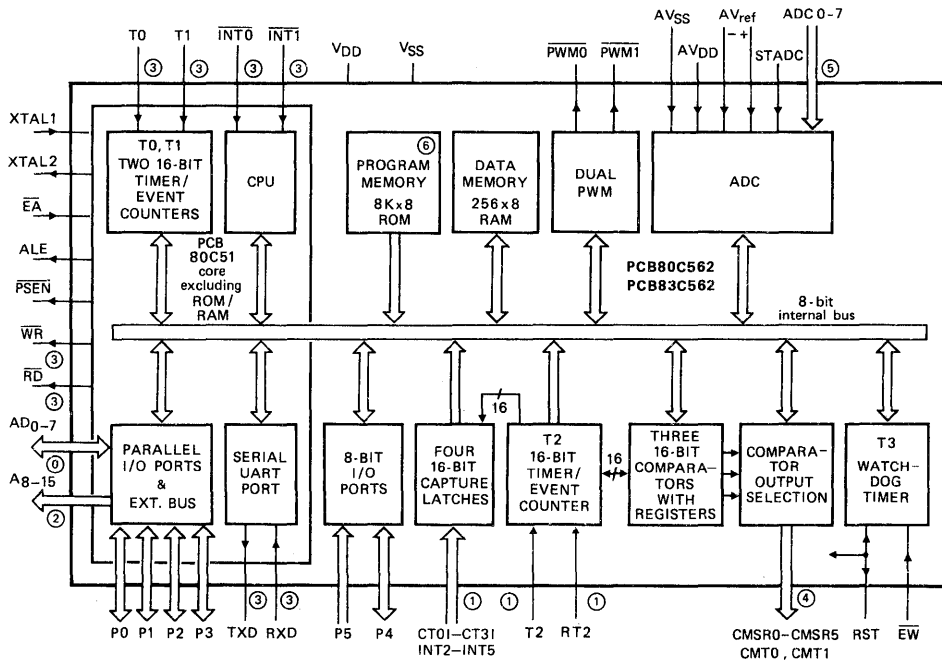 T0 T1 INT0 INT1 VDD VSS PWM0 PWM1 AVSS AVref ADC 0-7
- +
AVDD STADC
③ ③ ③ ③ ⑤
XTAL1
XTAL2
EA
ALE
PSEN
WR
③
RD
③
AD0-7
⓪
A8-15
②
T0, T1
TWO 16-BIT
TIMER/
EVENT
COUNTERS
CPU
PCB
80C51
core
excluding
ROM/
RAM
⑥
PROGRAM
MEMORY
8K x 8
ROM
DATA
MEMORY
256 x 8
RAM
DUAL
PWM
ADC
PCB80C562
PCB83C562
8-bit
internal bus
PARALLEL
I/O PORTS
&
EXT. BUS
SERIAL
UART
PORT
8-BIT
I/O
PORTS
FOUR
16-BIT
CAPTURE
LATCHES
16
T2
16-BIT
TIMER/
EVENT
COUNTER
16
THREE
16-BIT
COMPARA-
TORS
WITH
REGISTERS
COMPARA-
TOR
OUTPUT
SELECTION
T3
WATCH-
DOG
TIMER
③ ③ ① ① ① ④
P0 P1 P2 P3 TXD RXD P5 P4 CT0I-CT3I T2 RT2 CMSR0-CMSR5 RST EW
INT2-INT5 CMT0, CMT1